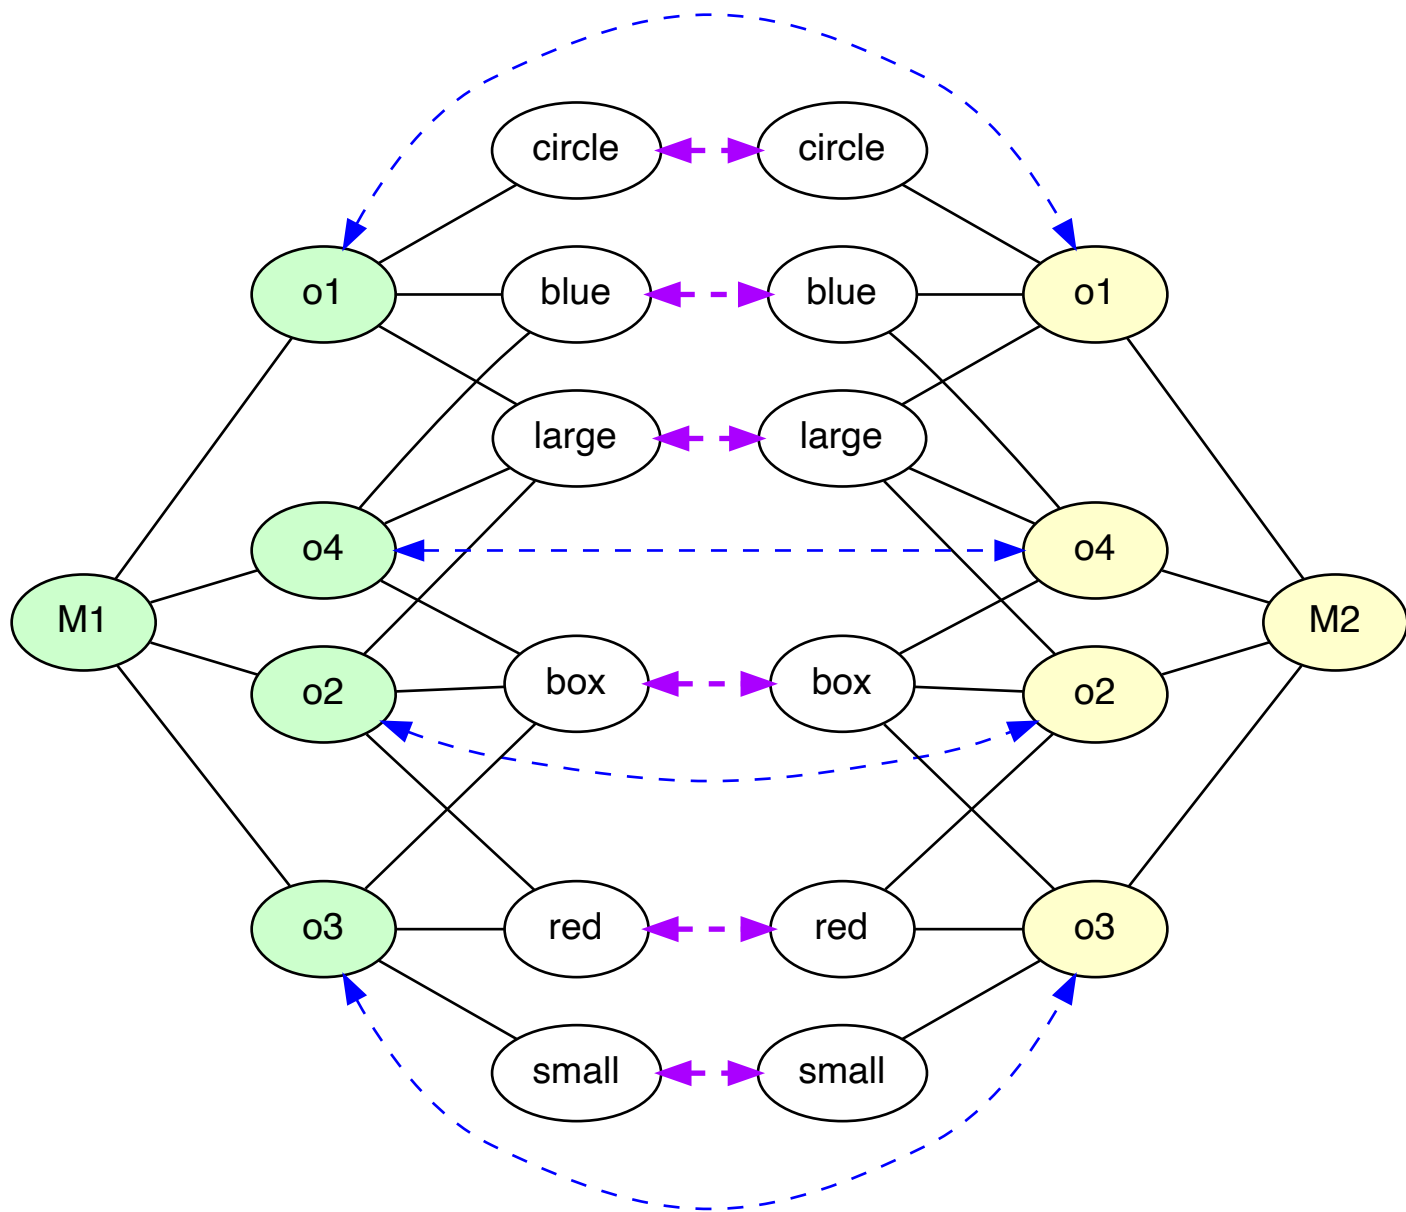 circle circle
o1 blue blue o1
large large
o4 o4
M1 M2
o2 box box o2
o3 red red o3
small small